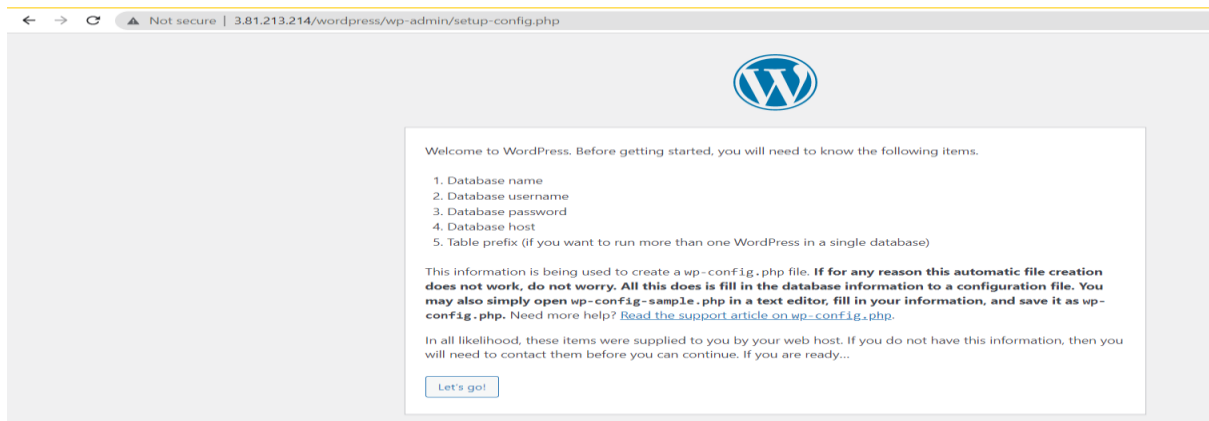 Not secure | 3.81.213.214/wordpress/wp-admin/setup-config.php
W
Welcome to WordPress. Before getting started, you will need to know the following items.
1. Database name
2. Database username
3. Database password
4. Database host
5. Table prefix (if you want to run more than one WordPress in a single database)
This information is being used to create a wp-config.php file. If for any reason this automatic file creation
does not work, do not worry. All this does is fill in the database information to a configuration file. You
may also simply open wp-config-sample.php in a text editor, fill in your information, and save it as wp-
config.php. Need more help? Read the support article on wp-config.php.
In all likelihood, these items were supplied to you by your web host. If you do not have this information, then you
will need to contact them before you can continue. If you are ready...
Let's go!